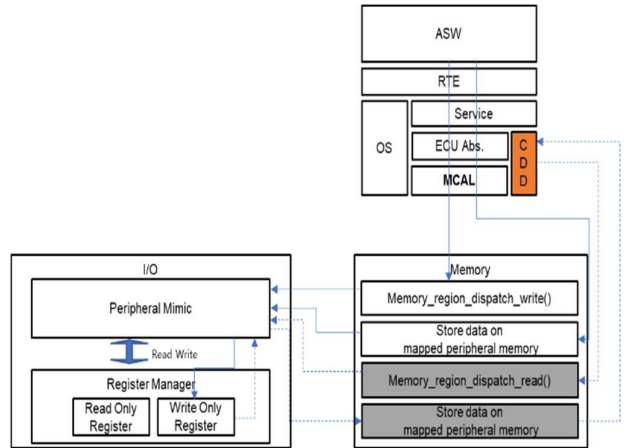 ASW
RTE
OS
Service
ECU Abs.
MCAL
C
D
D
I/O
Peripheral Mimic
Read Write
Register Manager
Read Only
Register
Write Only
Register
Memory
Memory_region_dispatch_write()
Store data on
mapped peripheral memory
Memory_region_dispatch_read()
Store data on
mapped peripheral memory